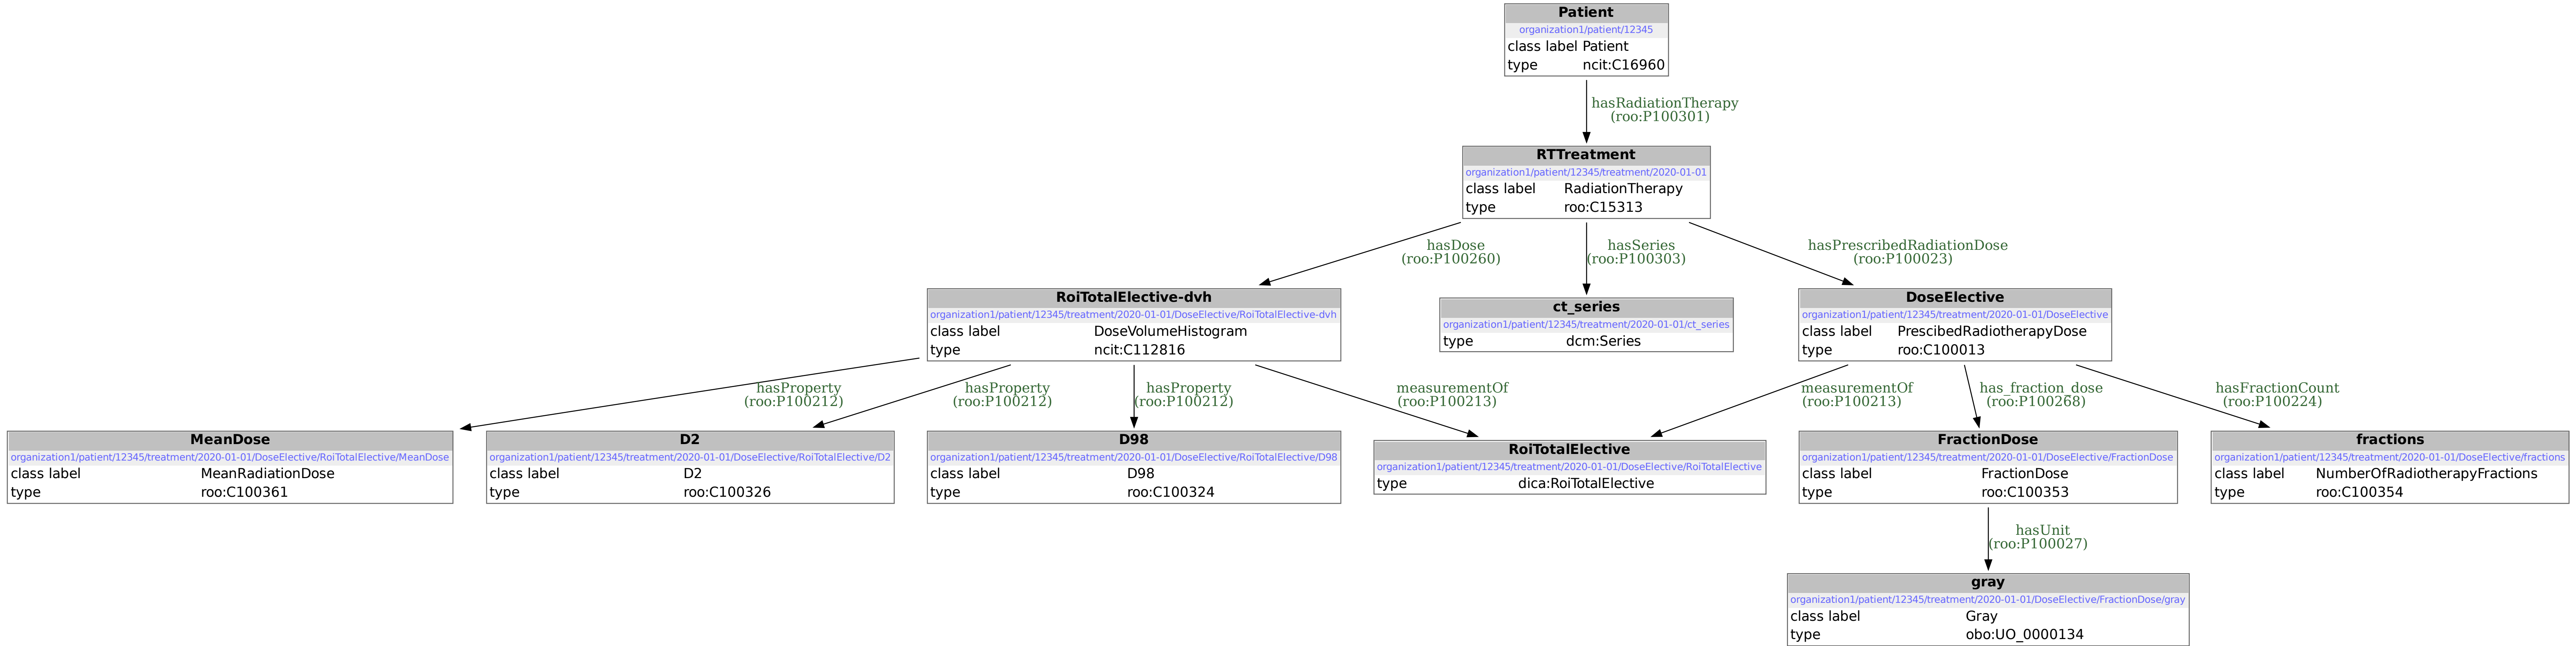 Patient
organization1/patient/12345
class label Patient
type ncit:C16960
hasRadiationTherapy
(roo:P100301)
RTTreatment
organization1/patient/12345/treatment/2020-01-01
class label RadiationTherapy
type roo:C15313
hasDose
(roo:P100260)
hasSeries
(roo:P100303)
hasPrescribedRadiationDose
(roo:P100023)
RoiTotalElective-dvh
organization1/patient/12345/treatment/2020-01-01/DoseElective/RoiTotalElective-dvh
class label DoseVolumeHistogram
type ncit:C112816
ct_series
organization1/patient/12345/treatment/2020-01-01/ct_series
type dcm:Series
DoseElective
organization1/patient/12345/treatment/2020-01-01/DoseElective
class label PrescibedRadiotherapyDose
type roo:C100013
hasProperty
(roo:P100212)
hasProperty
(roo:P100212)
hasProperty
(roo:P100212)
measurementOf
(roo:P100213)
measurementOf
(roo:P100213)
has_fraction_dose
(roo:P100268)
hasFractionCount
(roo:P100224)
MeanDose
organization1/patient/12345/treatment/2020-01-01/DoseElective/RoiTotalElective/MeanDose
class label MeanRadiationDose
type roo:C100361
D2
organization1/patient/12345/treatment/2020-01-01/DoseElective/RoiTotalElective/D2
class label D2
type roo:C100326
D98
organization1/patient/12345/treatment/2020-01-01/DoseElective/RoiTotalElective/D98
class label D98
type roo:C100324
RoiTotalElective
organization1/patient/12345/treatment/2020-01-01/DoseElective/RoiTotalElective
type dica:RoiTotalElective
FractionDose
organization1/patient/12345/treatment/2020-01-01/DoseElective/FractionDose
class label FractionDose
type roo:C100353
fractions
organization1/patient/12345/treatment/2020-01-01/DoseElective/fractions
class label NumberOfRadiotherapyFractions
type roo:C100354
hasUnit
(roo:P100027)
gray
organization1/patient/12345/treatment/2020-01-01/DoseElective/FractionDose/gray
class label Gray
type obo:UO_0000134